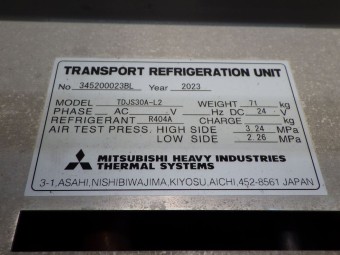 TRANSPORT REFRIGERATION UNIT
No 345200023BL Year 2023
MODEL TDJS30A-L2 WEIGHT 71 kg
PHASE AC V Hz DC 24 V
REFRIGERANT R404A CHARGE kg
AIR TEST PRESS. HIGH SIDE 3.24 MPa
LOW SIDE 2.26 MPa
MITSUBISHI HEAVY INDUSTRIES
THERMAL SYSTEMS
3-1, ASAHI, NISHIBIWAJIMA, KIYOSU, AICHI, 452-8561 JAPAN